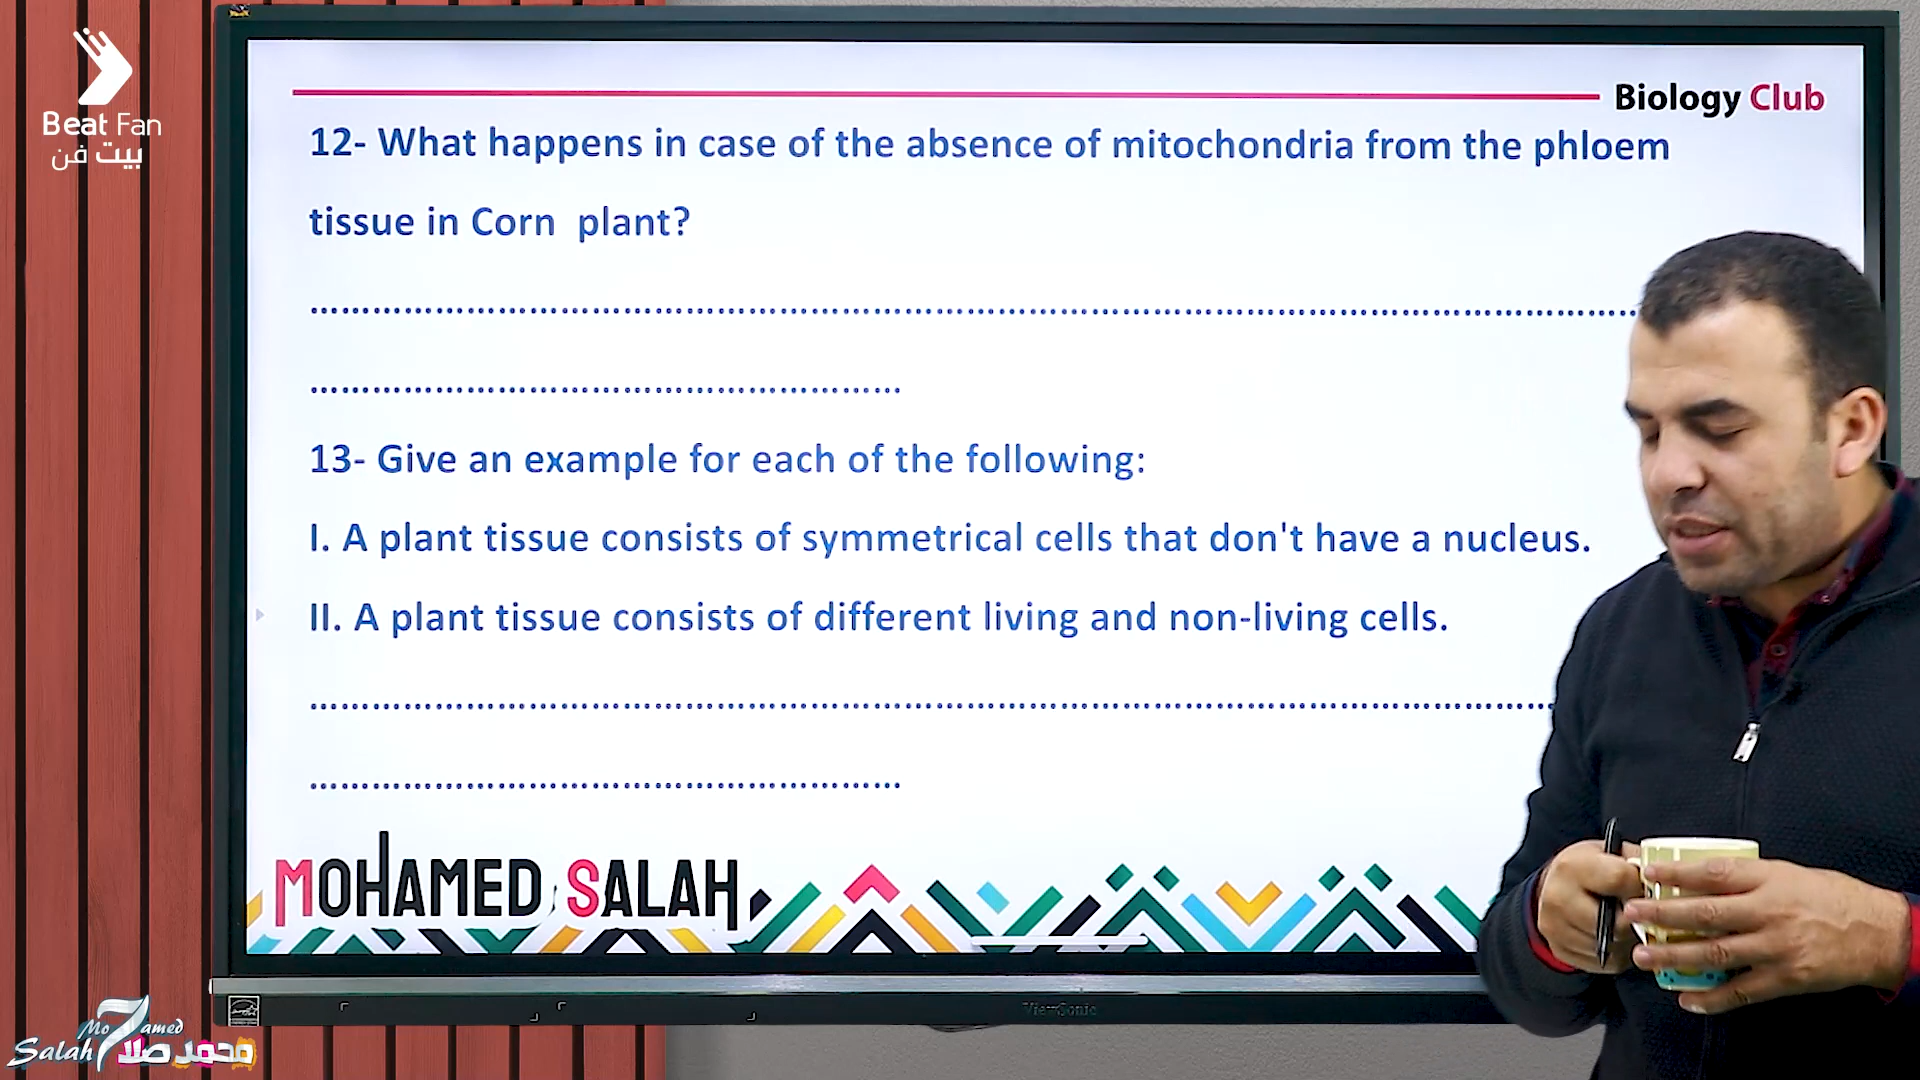 Beat Fan
بيت فن
Biology Club
12- What happens in case of the absence of mitochondria from the phloem
tissue in Corn plant?
13- Give an example for each of the following:
I. A plant tissue consists of symmetrical cells that don't have a nucleus.
II. A plant tissue consists of different living and non-living cells.
MOHAMED SALAH
ViewSonic
Mo7amed
Salah
محمد صلاح